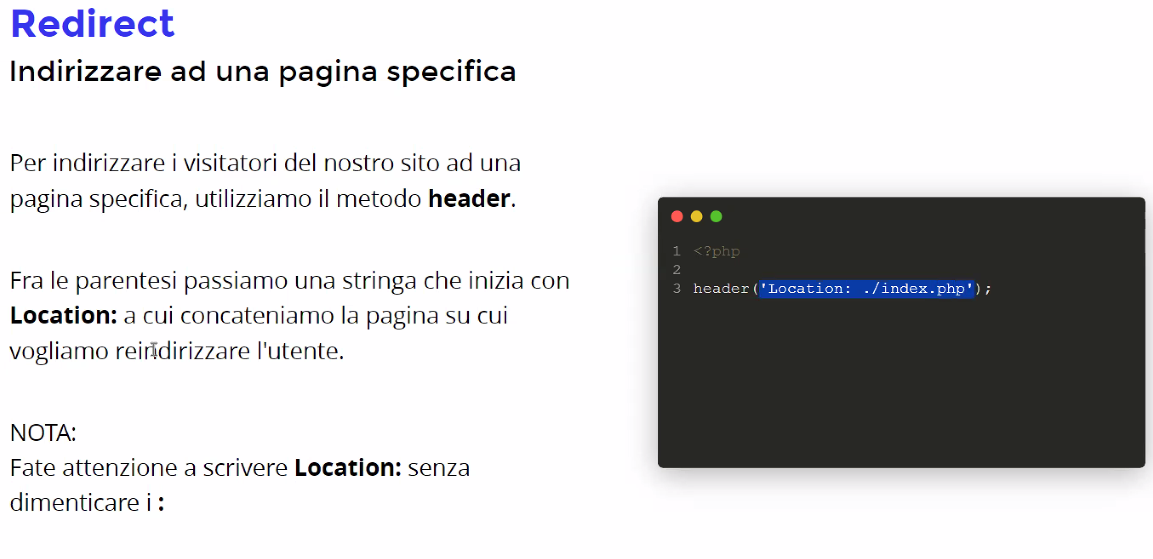 Redirect
Indirizzare ad una pagina specifica
Per indirizzare i visitatori del nostro sito ad una
pagina specifica, utilizziamo il metodo header.
Fra le parentesi passiamo una stringa che inizia con
Location: a cui concateniamo la pagina su cui
vogliamo reindirizzare l'utente.
NOTA:
Fate attenzione a scrivere Location: senza
dimenticare i :
1 <?php
2
3 header('Location: ./index.php');